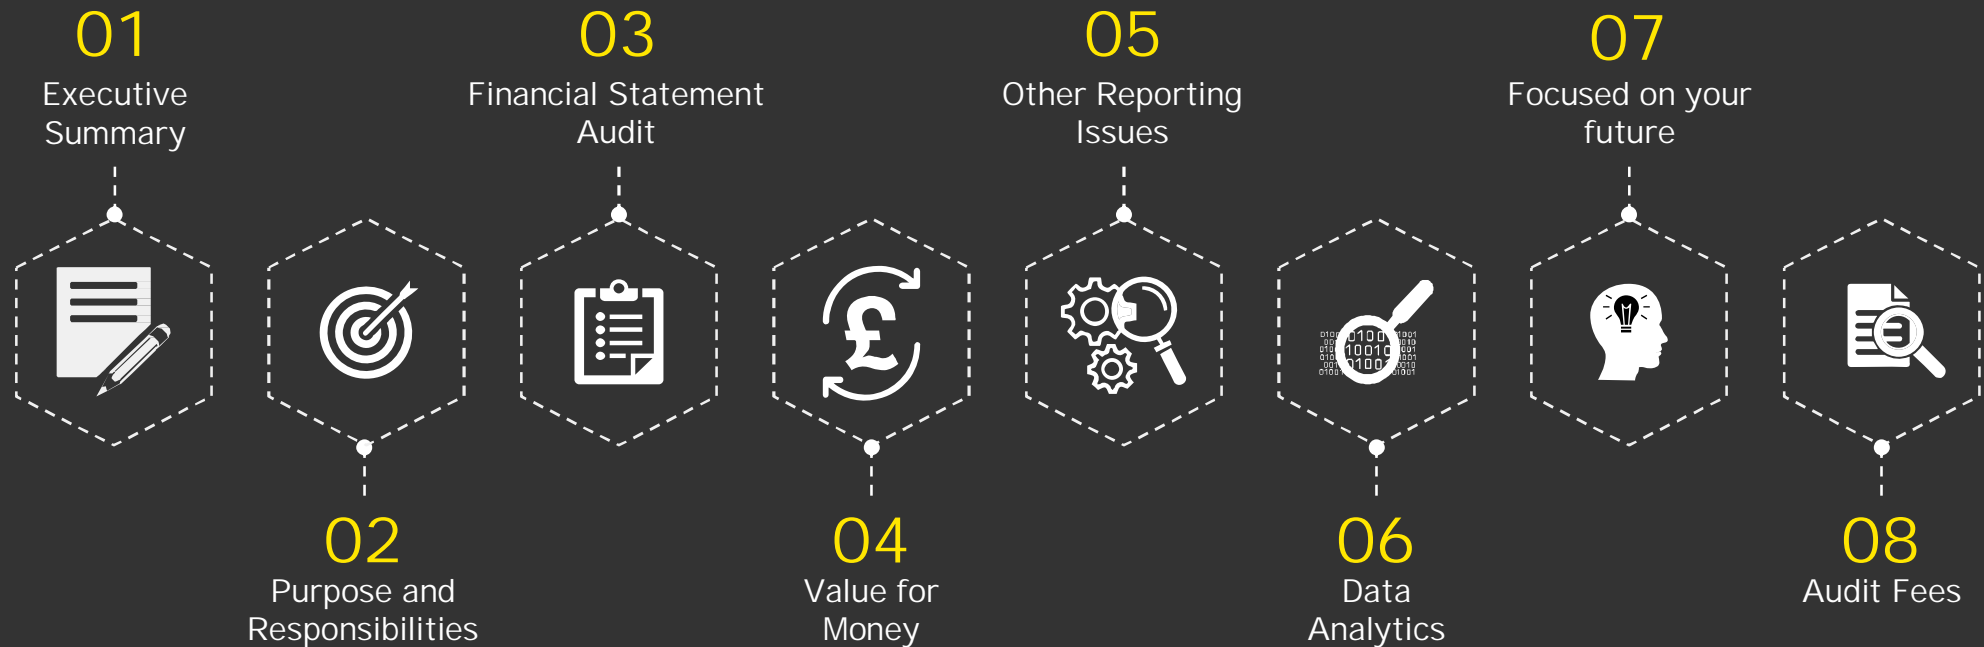 01
Executive
Summary
02
Purpose and
Responsibilities
03
Financial Statement
Audit
04
Value for
Money
05
Other Reporting
Issues
06
Data
Analytics
07
Focused on your
future
08
Audit Fees
£